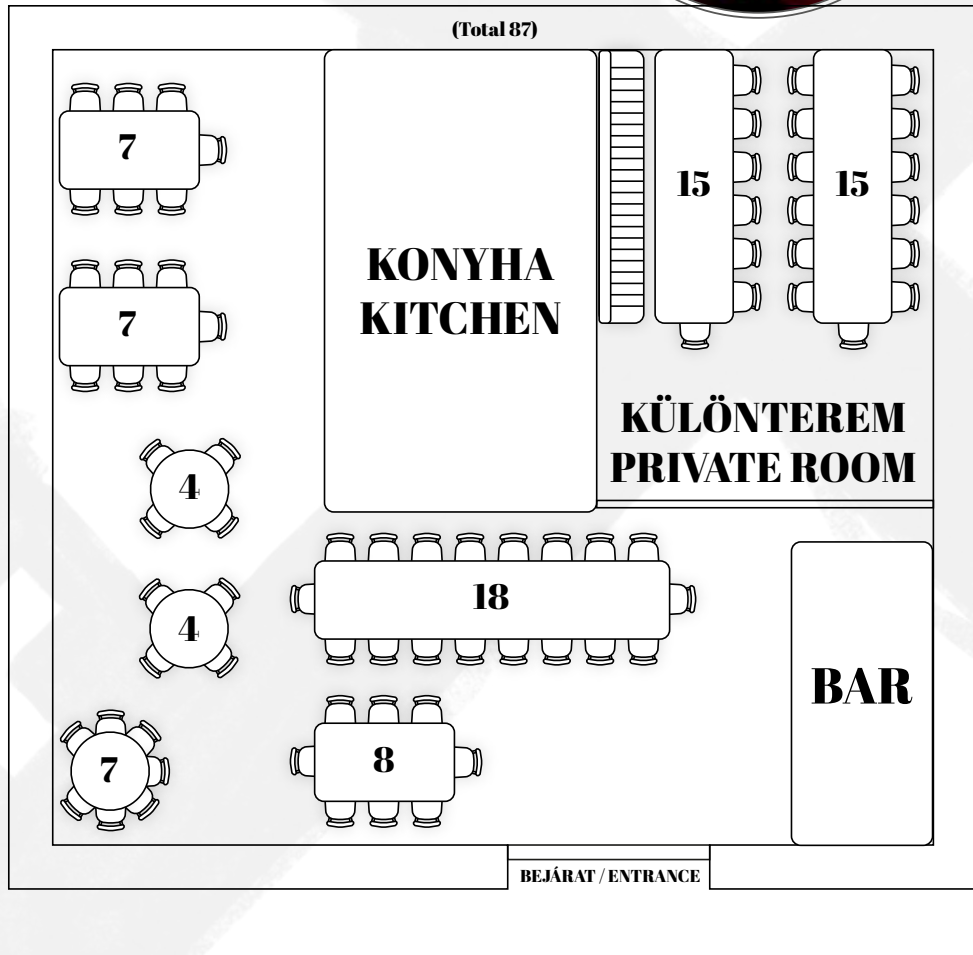 (Total 87)
7
15
15
KONYHA
KITCHEN
7
KÜLÖNTEREM
PRIVATE ROOM
4
18
4
BAR
8
7
BEJÁRAT / ENTRANCE